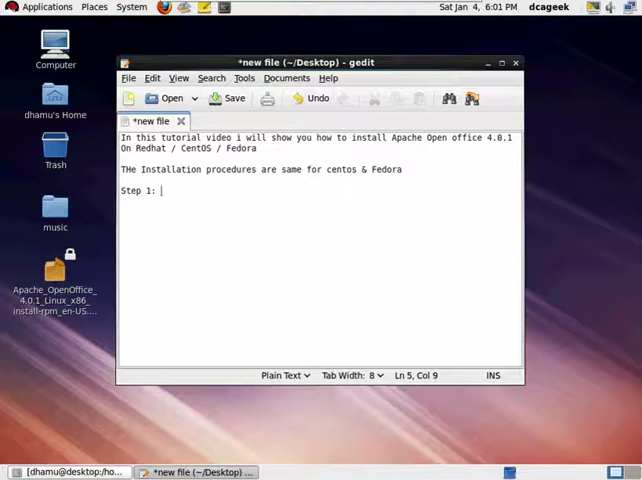 Applications Places System
Sat Jan 4, 6:01 PM dcageek
Computer
dhamu's Home
Trash
music
Apache_OpenOffice_
4.0.1_Linux_x86_
install-rpm_en-US....
*new file (~/Desktop) - gedit
File Edit View Search Tools Documents Help
Open Save Undo
*new file
In this tutorial video i will show you how to install Apache Open office 4.0.1
On Redhat / CentOS / Fedora
THe Installation procedures are same for centos & Fedora
Step 1:
Plain Text Tab Width: 8 Ln 5, Col 9 INS
[dhamu@desktop:/ho... *new file (~/Desktop) ...